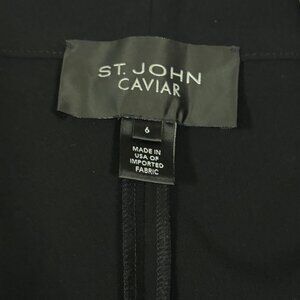 ST. JOHN
CAVIAR
6
MADE IN
USA OF
IMPORTED
FABRIC